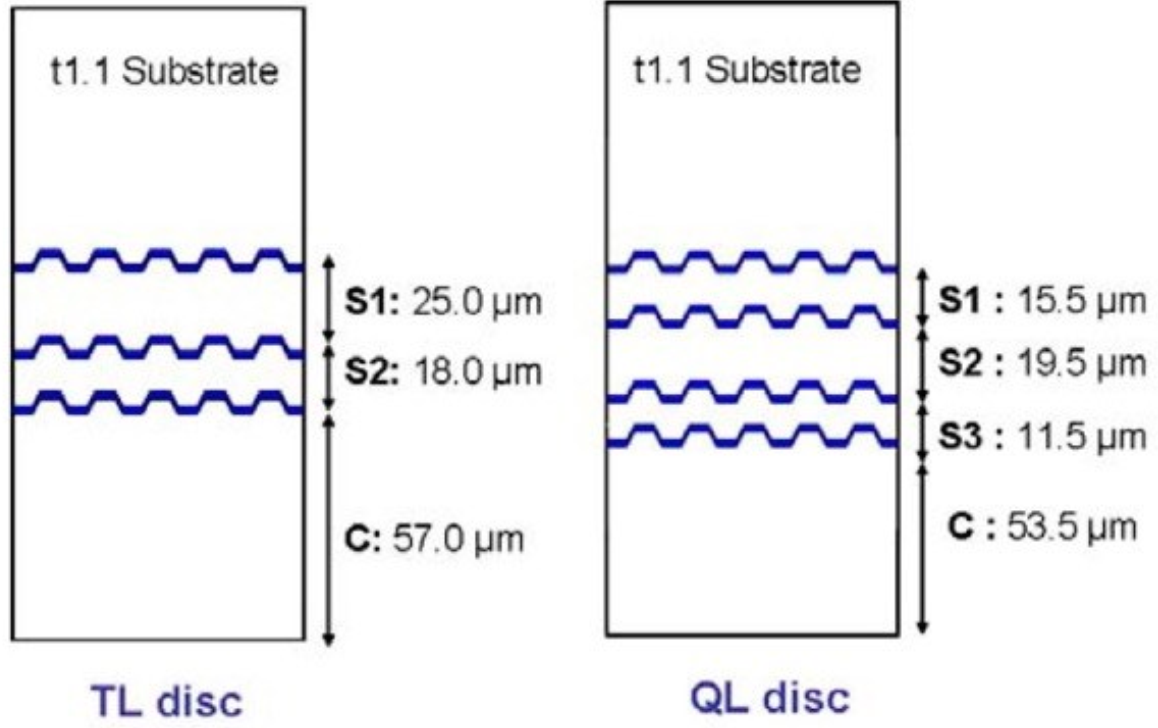 t1.1 Substrate
S1: 25.0 µm
S2: 18.0 µm
C: 57.0 µm
TL disc
t1.1 Substrate
S1 : 15.5 µm
S2 : 19.5 µm
S3 : 11.5 µm
C : 53.5 µm
QL disc